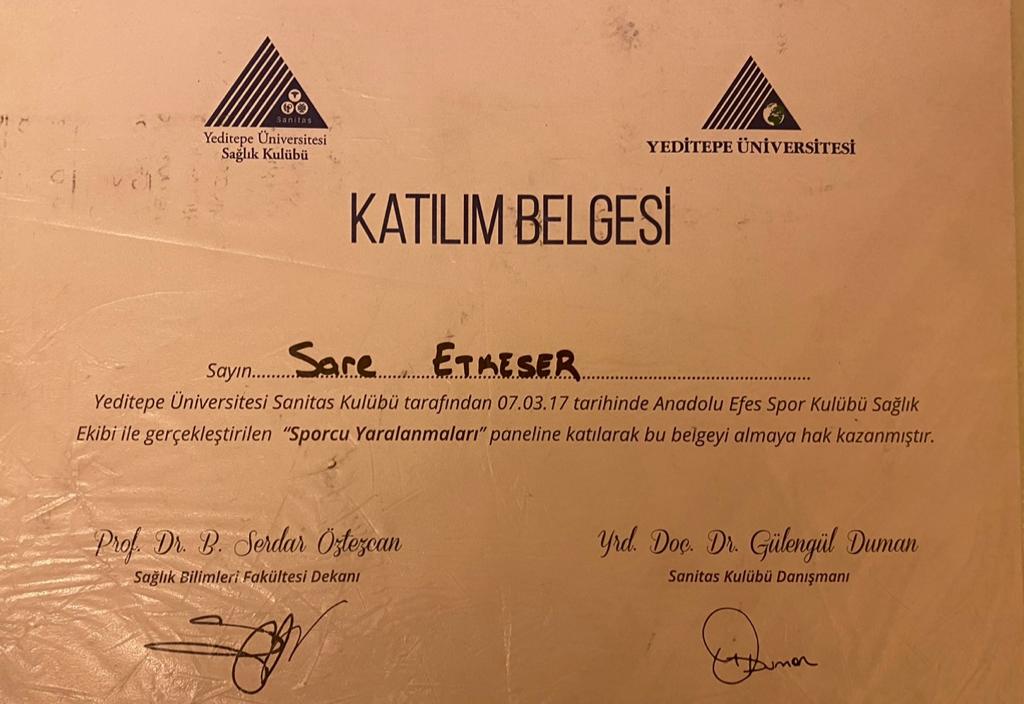 Sanitas
Yeditepe Üniversitesi
Sağlık Kulübü
YEDİTEPE ÜNİVERSİTESİ
KATILIM BELGESİ
Sayın.......Sare ETKESER.......
Yeditepe Üniversitesi Sanitas Kulübü tarafından 07.03.17 tarihinde Anadolu Efes Spor Kulübü Sağlık
Ekibi ile gerçekleştirilen “Sporcu Yaralanmaları” paneline katılarak bu belgeyi almaya hak kazanmıştır.
Prof. Dr. B. Serdar Öztezcan
Sağlık Bilimleri Fakültesi Dekanı
Yrd. Doç. Dr. Gülengül Duman
Sanitas Kulübü Danışmanı
Duman